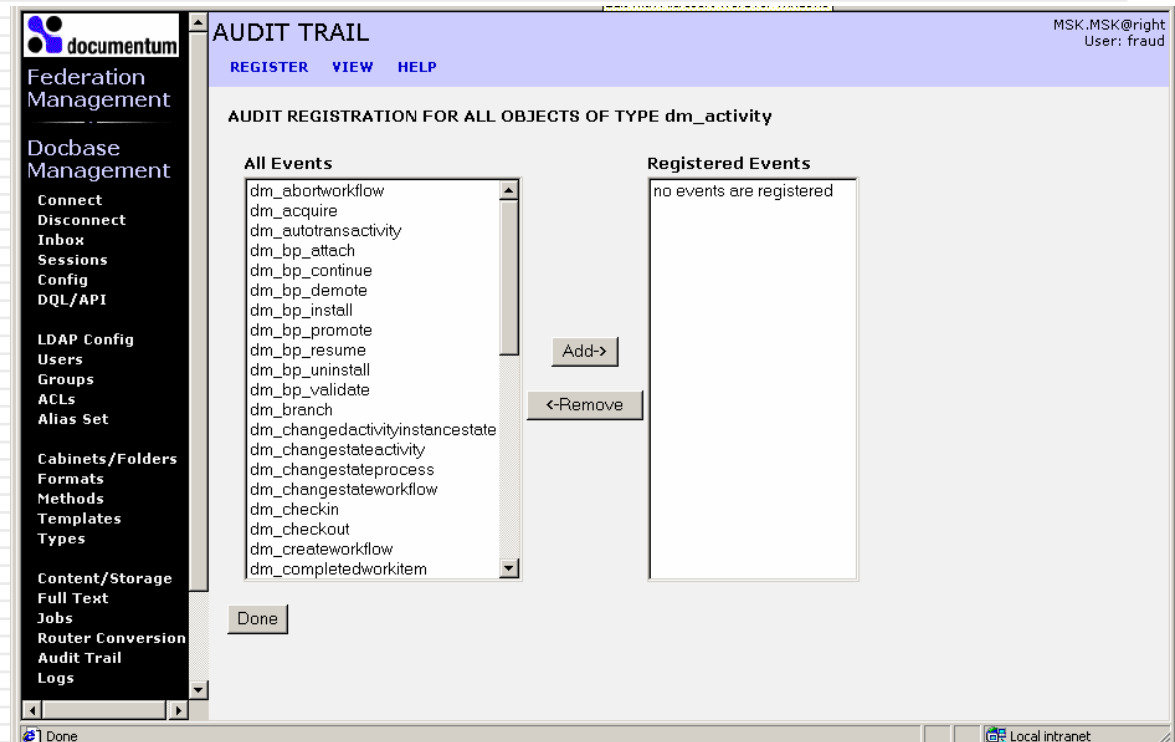 documentum
Federation
Management
Docbase
Management
Connect
Disconnect
Inbox
Sessions
Config
DQL/API
LDAP Config
Users
Groups
ACLs
Alias Set
Cabinets/Folders
Formats
Methods
Templates
Types
Content/Storage
Full Text
Jobs
Router Conversion
Audit Trail
Logs
AUDIT TRAIL
MSK.MSK@right
User: fraud
REGISTER VIEW HELP
AUDIT REGISTRATION FOR ALL OBJECTS OF TYPE dm_activity
All Events
dm_abortworkflow
dm_acquire
dm_autotransactivity
dm_bp_attach
dm_bp_continue
dm_bp_demote
dm_bp_install
dm_bp_promote
dm_bp_resume
dm_bp_uninstall
dm_bp_validate
dm_branch
dm_changedactivityinstancestate
dm_changestateactivity
dm_changestateprocess
dm_changestateworkflow
dm_checkin
dm_checkout
dm_createworkflow
dm_completedworkitem
Add->
<-Remove
Registered Events
no events are registered
Done
Done
Local intranet